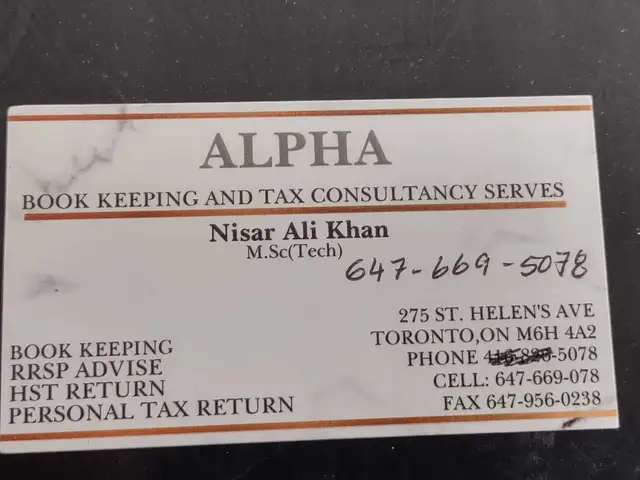 ALPHA
BOOK KEEPING AND TAX CONSULTANCY SERVES
Nisar Ali Khan
M.Sc(Tech)
647-669-5078
275 ST. HELEN'S AVE
TORONTO,ON M6H 4A2
PHONE 416-826-5078
CELL: 647-669-078
FAX 647-956-0238
BOOK KEEPING
RRSP ADVISE
HST RETURN
PERSONAL TAX RETURN